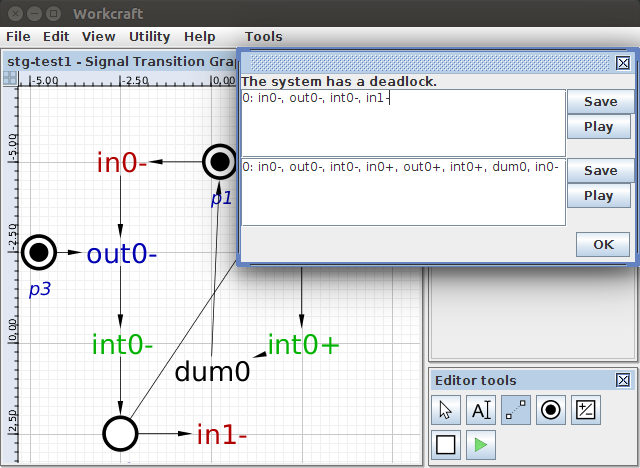 Workcraft
File Edit View Utility Help Tools
stg-test1 - Signal Transition Gra
-5.00 -2.50 0.00
-5.00
-2.50
0.00
2.50
The system has a deadlock.
0: in0-, out0-, int0-, in1-
Save
Play
0: in0-, out0-, int0-, in0+, out0+, int0+, dum0, in0-
Save
Play
OK
in0-
p1
out0-
p3
int0-
int0+
dum0
in1-
Editor tools
A